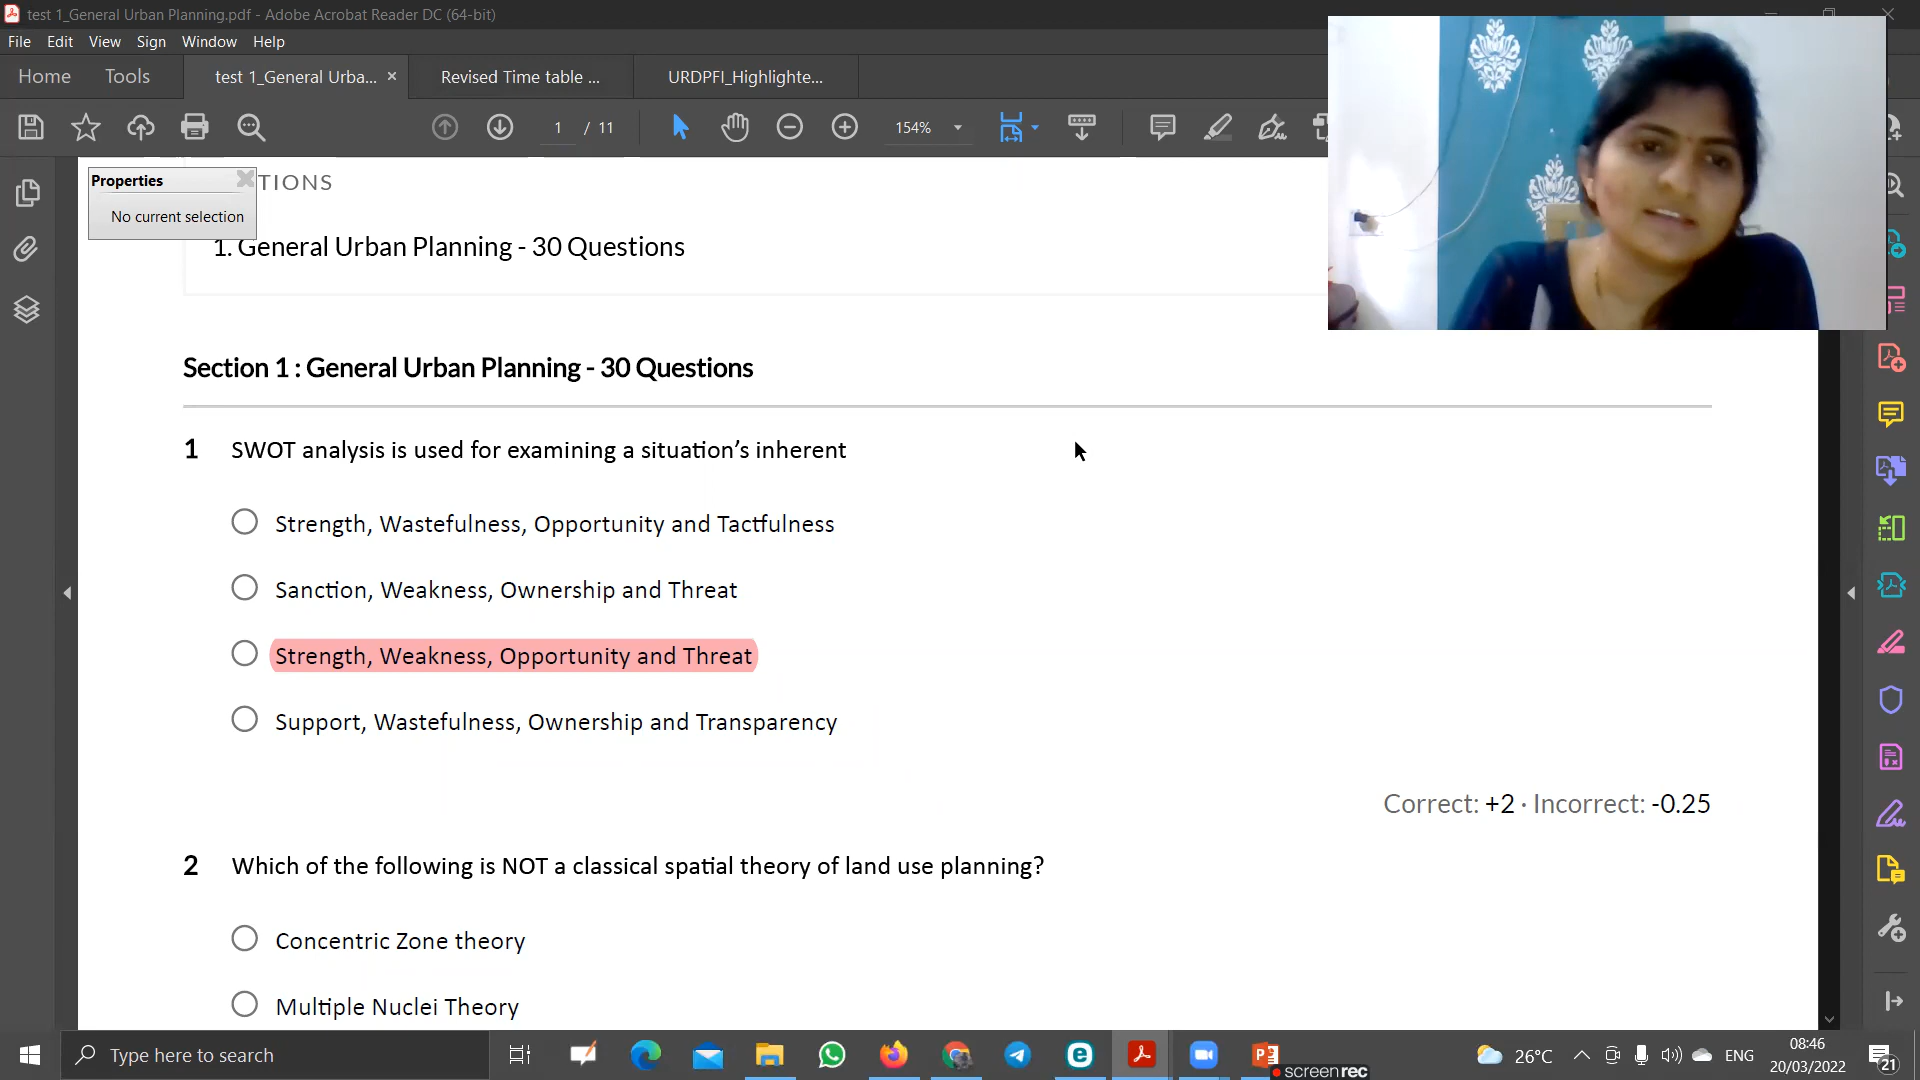 test 1_General Urban Planning.pdf - Adobe Acrobat Reader DC (64-bit)
File Edit View Sign Window Help
Home Tools test 1_General Urba... × Revised Time table ... URDPFI_Highlighte...
1 / 11 154%
Properties
No current selection
TIONS
1. General Urban Planning - 30 Questions
Section 1 : General Urban Planning - 30 Questions
1 SWOT analysis is used for examining a situation's inherent
Strength, Wastefulness, Opportunity and Tactfulness
Sanction, Weakness, Ownership and Threat
Strength, Weakness, Opportunity and Threat
Support, Wastefulness, Ownership and Transparency
Correct: +2 · Incorrect: -0.25
2 Which of the following is NOT a classical spatial theory of land use planning?
Concentric Zone theory
Multiple Nuclei Theory
Type here to search
26°C ENG 08:46
20/03/2022
21
screenrec